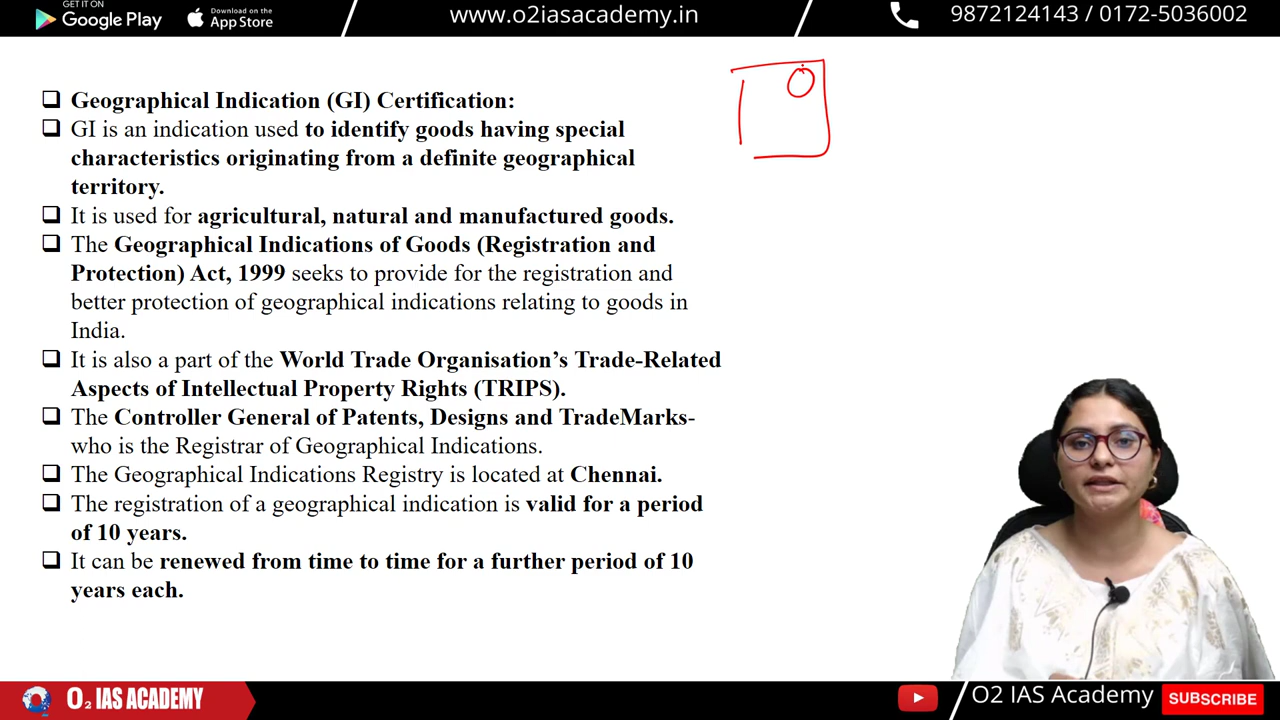 GET IT ON
Google Play
Download on the
App Store
www.o2iasacademy.in
9872124143 / 0172-5036002
❑ Geographical Indication (GI) Certification:
❑ GI is an indication used to identify goods having special
characteristics originating from a definite geographical
territory.
❑ It is used for agricultural, natural and manufactured goods.
❑ The Geographical Indications of Goods (Registration and
Protection) Act, 1999 seeks to provide for the registration and
better protection of geographical indications relating to goods in
India.
❑ It is also a part of the World Trade Organisation’s Trade-Related
Aspects of Intellectual Property Rights (TRIPS).
❑ The Controller General of Patents, Designs and TradeMarks-
who is the Registrar of Geographical Indications.
❑ The Geographical Indications Registry is located at Chennai.
❑ The registration of a geographical indication is valid for a period
of 10 years.
❑ It can be renewed from time to time for a further period of 10
years each.
O2 IAS ACADEMY
O2 IAS Academy
SUBSCRIBE